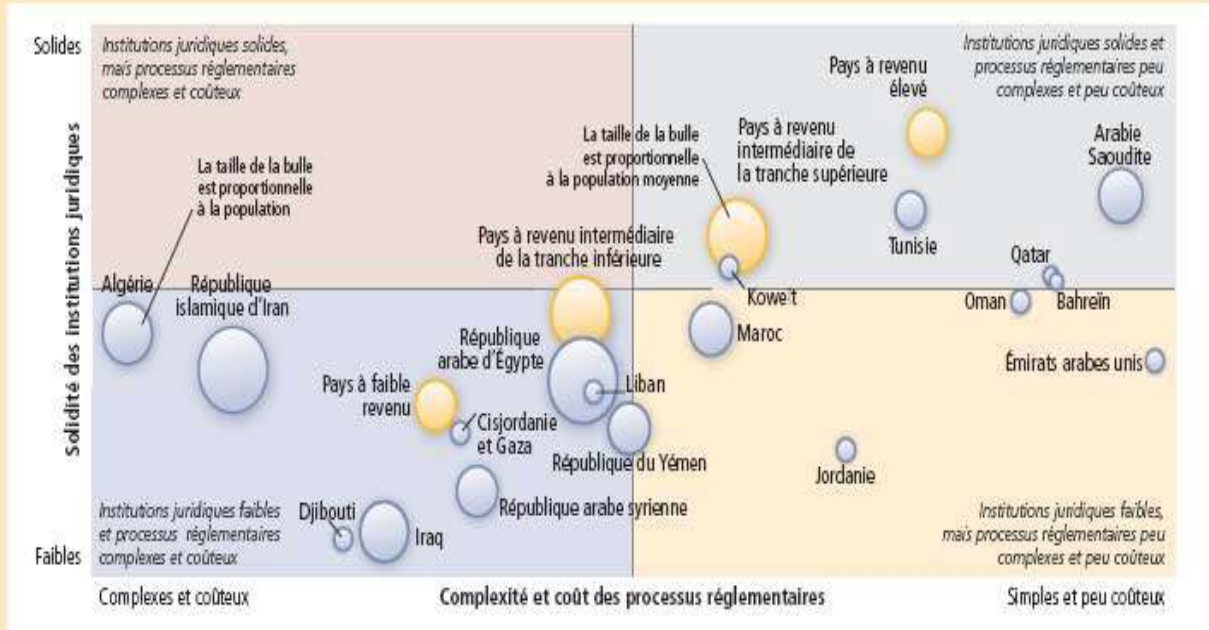 Solides
Institutions juridiques solides,
mais processus réglementaires
complexes et coûteux
Institutions juridiques solides et
processus réglementaires peu
complexes et peu coûteux
Pays à revenu
élevé
La taille de la bulle
est proportionnelle
à la population moyenne
Pays à revenu
intermédiaire de
la tranche supérieure
Arabie
Saoudite
La taille de la bulle
est proportionnelle
à la population
Pays à revenu intermédiaire
de la tranche inférieure
Tunisie
Qatar
Algérie
République
islamique d'Iran
Kowe't
Oman
Bahreïn
Maroc
République
arabe d'Égypte
Émirats arabes unis
Pays à faible
revenu
Liban
Cisjordanie
et Gaza
République du Yémen
Jordanie
République arabe syrienne
Djibouti
Iraq
Institutions juridiques faibles
et processus réglementaires
complexes et coûteux
Institutions juridiques faibles,
mais processus réglementaires peu
complexes et peu coûteux
Faibles
Solidité des institutions juridiques
Complexes et coûteux
Complexité et coût des processus réglementaires
Simples et peu coûteux